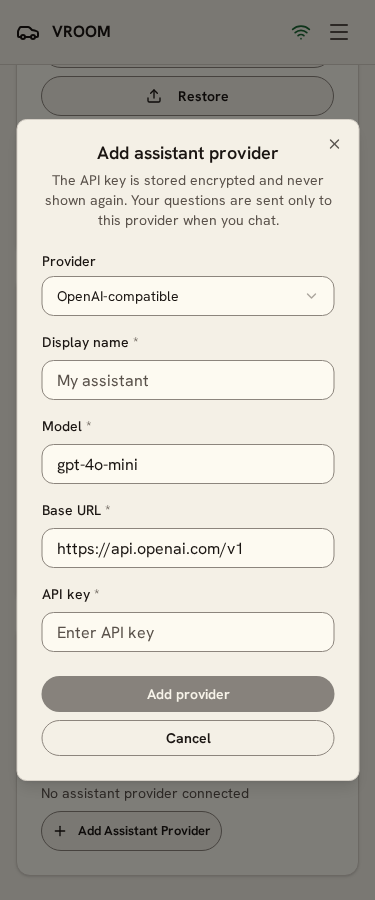 VROOM
Restore
Add assistant provider
The API key is stored encrypted and never
shown again. Your questions are sent only to
this provider when you chat.
Provider
OpenAI-compatible
Display name *
My assistant
Model *
gpt-4o-mini
Base URL *
https://api.openai.com/v1
API key *
Enter API key
Add provider
Cancel
No assistant provider connected
Add Assistant Provider